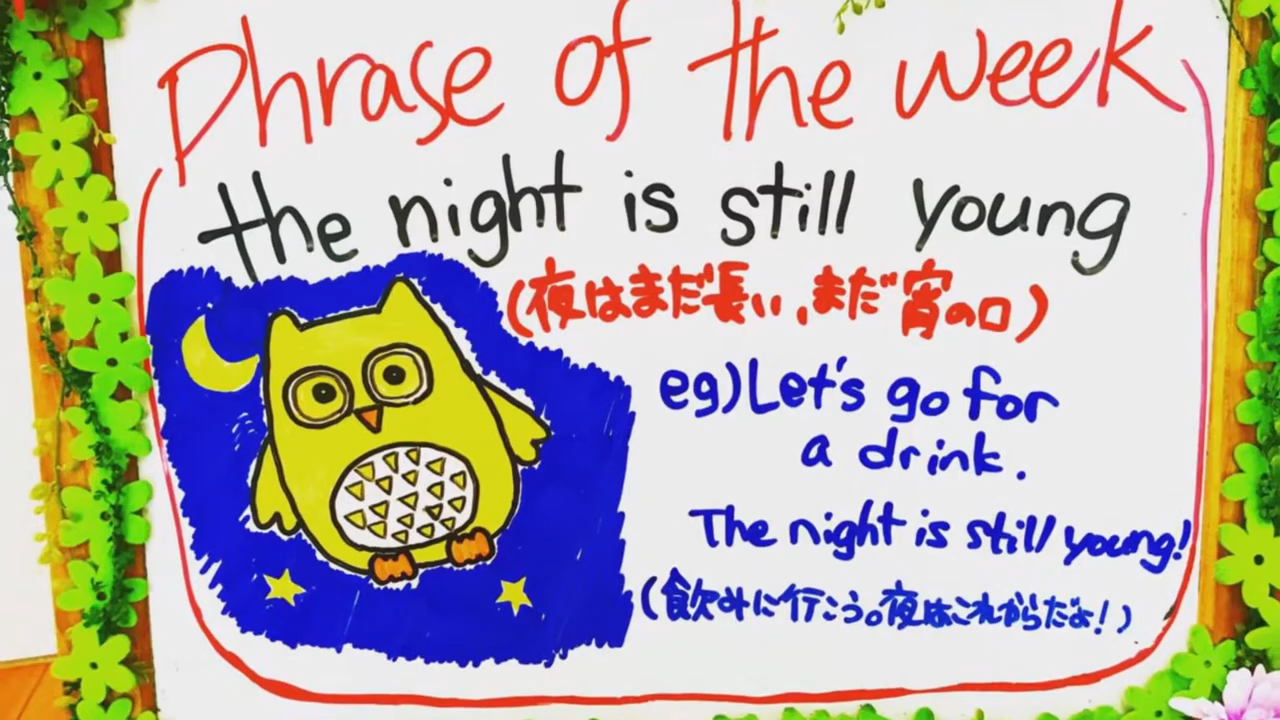 Phrase of the week
the night is still young
(夜はまだ長い、まだ宵の口)
eg) Let's go for
a drink.
The night is still young!
(飲みに行こう。夜はこれからだよ!)